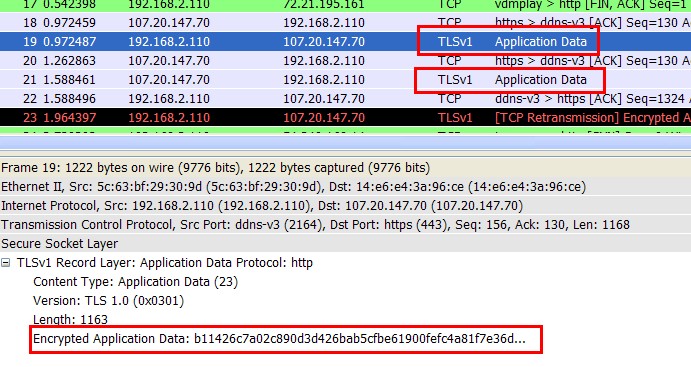 17 0.542398 192.168.2.110 72.21.195.161 TCP vdmplay > http [FIN, ACK] Seq=1
18 0.972459 107.20.147.70 192.168.2.110 TCP https > ddns-v3 [ACK] Seq=130
19 0.972487 192.168.2.110 107.20.147.70 TLSv1 Application Data
20 1.262863 107.20.147.70 192.168.2.110 TCP https > ddns-v3 [ACK] Seq=130 A
21 1.588461 107.20.147.70 192.168.2.110 TLSv1 Application Data
22 1.588496 192.168.2.110 107.20.147.70 TCP ddns-v3 > https [ACK] Seq=1324
23 1.964397 192.168.2.110 107.20.147.70 TLSv1 [TCP Retransmission] Encrypted A
Frame 19: 1222 bytes on wire (9776 bits), 1222 bytes captured (9776 bits)
Ethernet II, Src: 5c:63:bf:29:30:9d (5c:63:bf:29:30:9d), Dst: 14:e6:e4:3a:96:ce (14:e6:e4:3a:96:ce)
Internet Protocol, Src: 192.168.2.110 (192.168.2.110), Dst: 107.20.147.70 (107.20.147.70)
Transmission Control Protocol, Src Port: ddns-v3 (2164), Dst Port: https (443), Seq: 156, Ack: 130, Len: 1168
Secure Socket Layer
TLSv1 Record Layer: Application Data Protocol: http
Content Type: Application Data (23)
Version: TLS 1.0 (0x0301)
Length: 1163
Encrypted Application Data: b11426c7a02c890d3d426bab5cfbe61900fefc4a81f7e36d...